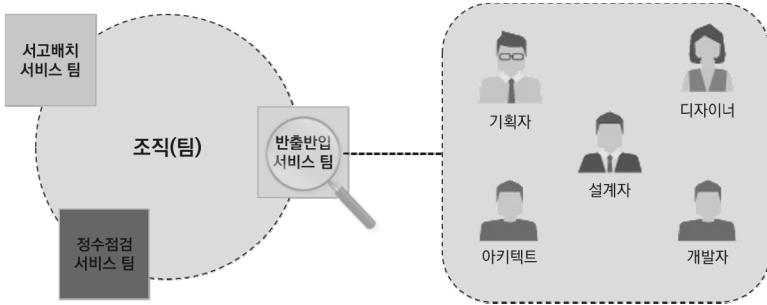 서고배치
서비스 팀
조직(팀)
반출반입
서비스 팀
정수점검
서비스 팀
기획자
디자이너
설계자
아키텍트
개발자